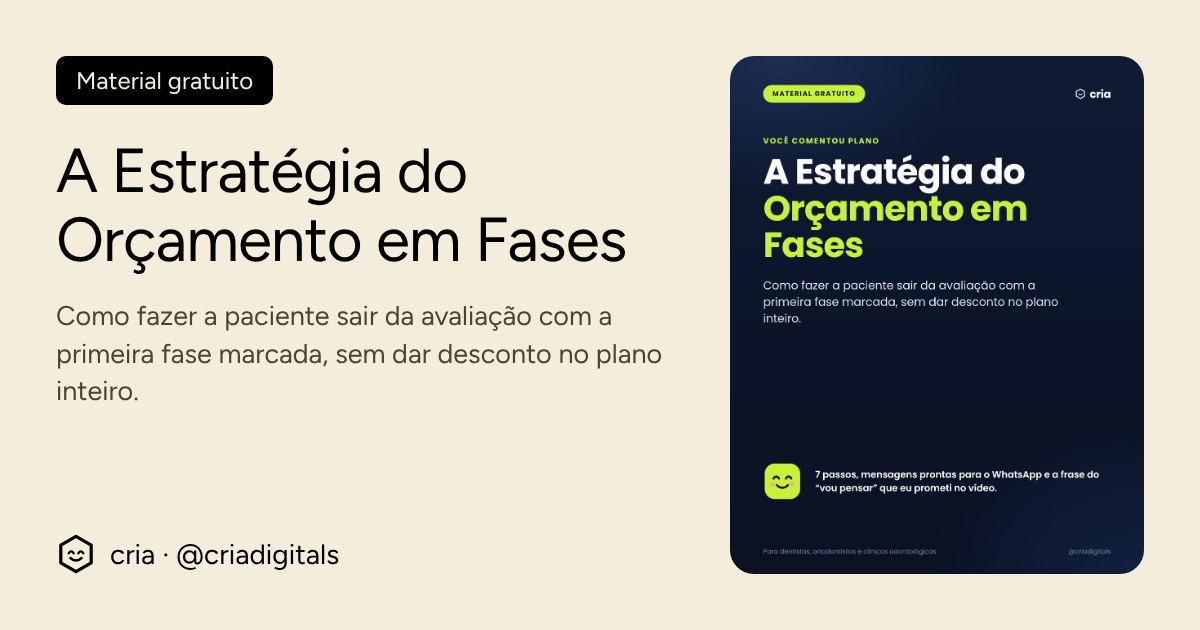 Material gratuito
A Estratégia do
Orçamento em Fases
Como fazer a paciente sair da avaliação com a
primeira fase marcada, sem dar desconto no plano
inteiro.
cria · @criadigitals
MATERIAL GRATUITO
cria
VOCÊ COMENTOU PLANO
A Estratégia do
Orçamento em
Fases
Como fazer a paciente sair da avaliação com a
primeira fase marcada, sem dar desconto no plano
inteiro.
7 passos, mensagens prontas para o WhatsApp e a frase do
“vou pensar” que eu prometi no vídeo.
Para dentistas, ortodontistas e clínicas odontológicas
@criadigitals